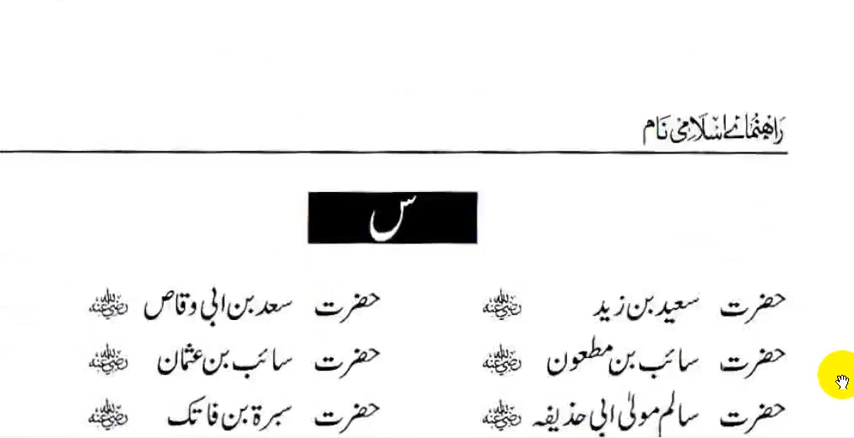 راهنمائے اسلامی نام
س
حضرت سعید بن زید رضی اللہ عنہ حضرت سعد بن ابی وقاص رضی اللہ عنہ
حضرت سائب بن مطعون رضی اللہ عنہ حضرت سائب بن عثمان رضی اللہ عنہ
حضرت سالم مولیٰ ابی حذیفہ رضی اللہ عنہ حضرت سبرۃ بن فاتک رضی اللہ عنہ